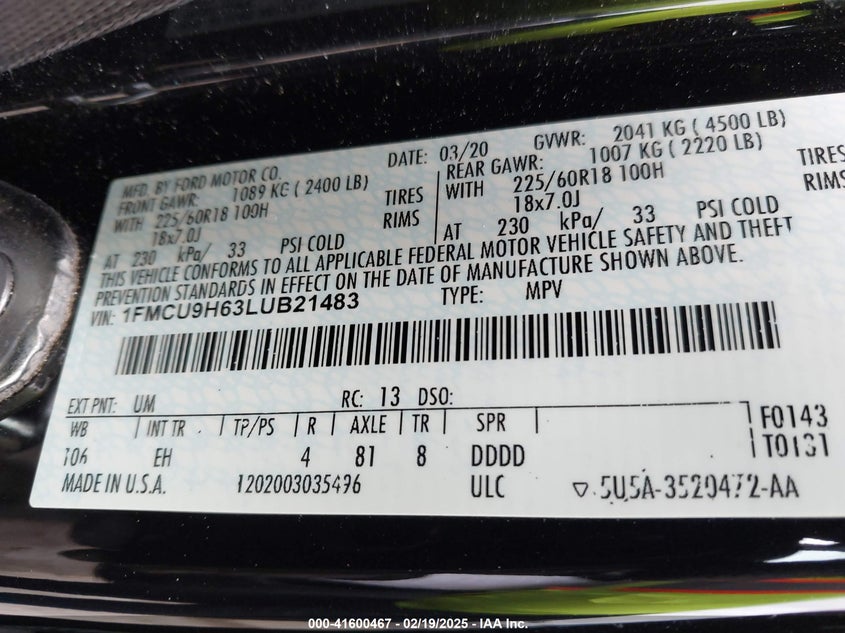 MFD. BY FORD MOTOR CO.
DATE: 03/20 GVWR: 2041 KG ( 4500 LB)
FRONT GAWR: 1089 KG ( 2400 LB) REAR GAWR: 1007 KG ( 2220 LB)
WITH 225/60R18 100H TIRES WITH 225/60R18 100H TIRES
18x7.0J RIMS 18x7.0J RIMS
AT 230 kPa/ 33 PSI COLD AT 230 kPa/ 33 PSI COLD
THIS VEHICLE CONFORMS TO ALL APPLICABLE FEDERAL MOTOR VEHICLE SAFETY AND THEFT
PREVENTION STANDARDS IN EFFECT ON THE DATE OF MANUFACTURE SHOWN ABOVE.
VIN: 1FMCU9H63LUB21483 TYPE: MPV
EXT PNT: UM RC: 13 DSO:
WB INT TR TP/PS R AXLE TR SPR F0143
106 EH 4 81 8 DDDD T0131
MADE IN U.S.A. 1202003035496 ULC 5U5A-3520472-AA
000-41600467 - 02/19/2025 - IAA Inc.